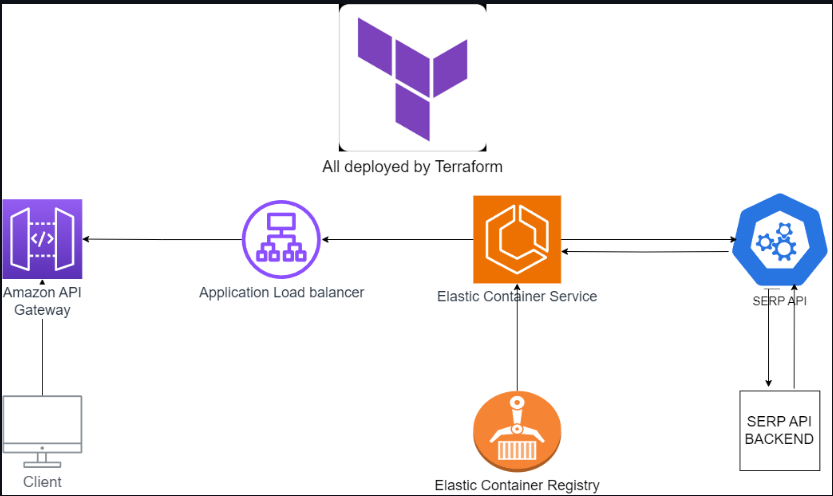 All deployed by Terraform
</>
Amazon API
Gateway
Application Load balancer
Elastic Container Service
SERP API
SERP API
BACKEND
Client
Elastic Container Registry